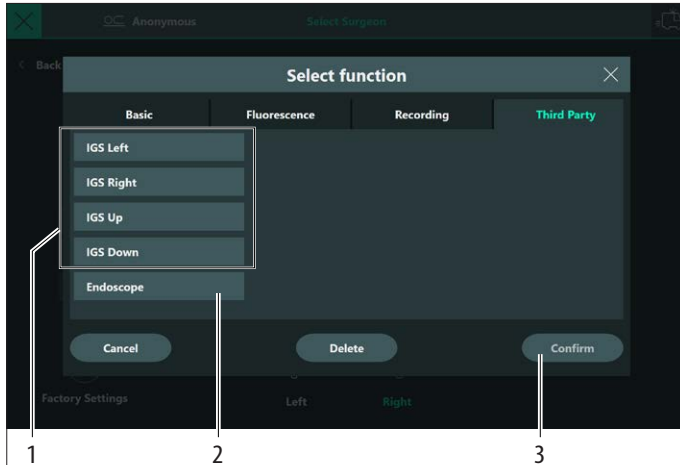 Anonymous Select Surgeon
Back
Select function
Basic Fluorescence Recording Third Party
IGS Left
IGS Right
IGS Up
IGS Down
Endoscope
Cancel Delete Confirm
Factory Settings Left Right
1 2 3